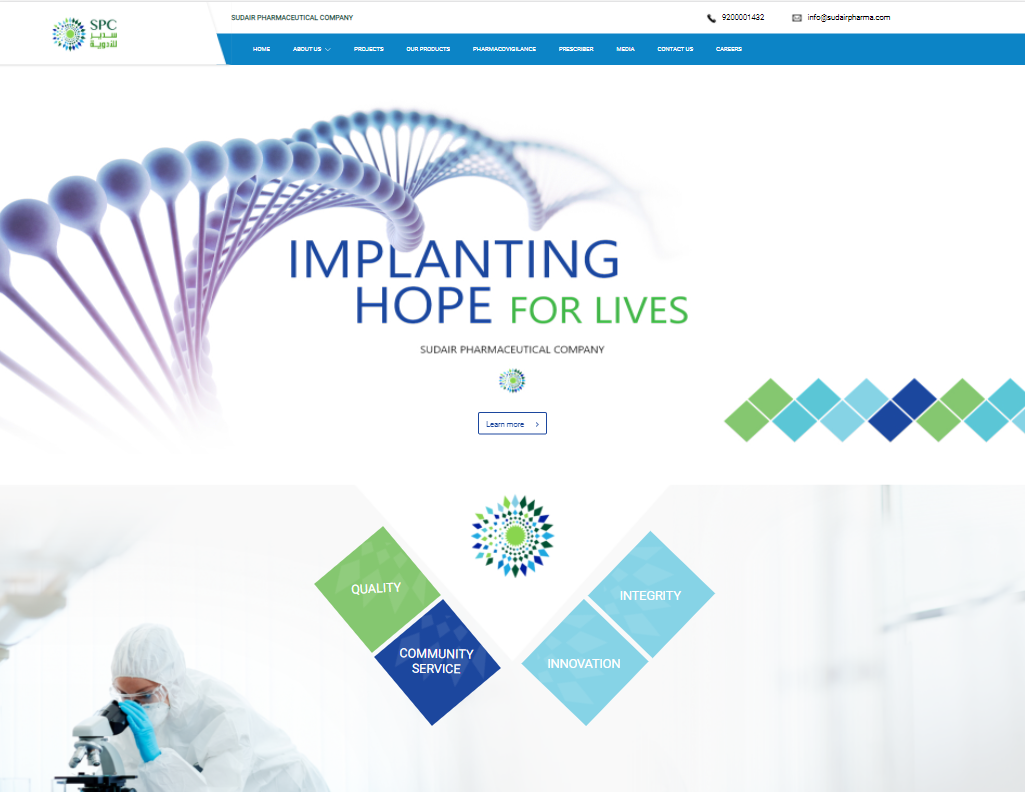 SPC
سدير
للأدوية
SUDAIR PHARMACEUTICAL COMPANY
9200001432
info@sudairpharma.com
HOME
ABOUT US
PROJECTS
OUR PRODUCTS
PHARMACOVIGILANCE
PRESCRIBER
MEDIA
CONTACT US
CAREERS
IMPLANTING
HOPE FOR LIVES
SUDAIR PHARMACEUTICAL COMPANY
Learn more
QUALITY
COMMUNITY
SERVICE
INTEGRITY
INNOVATION